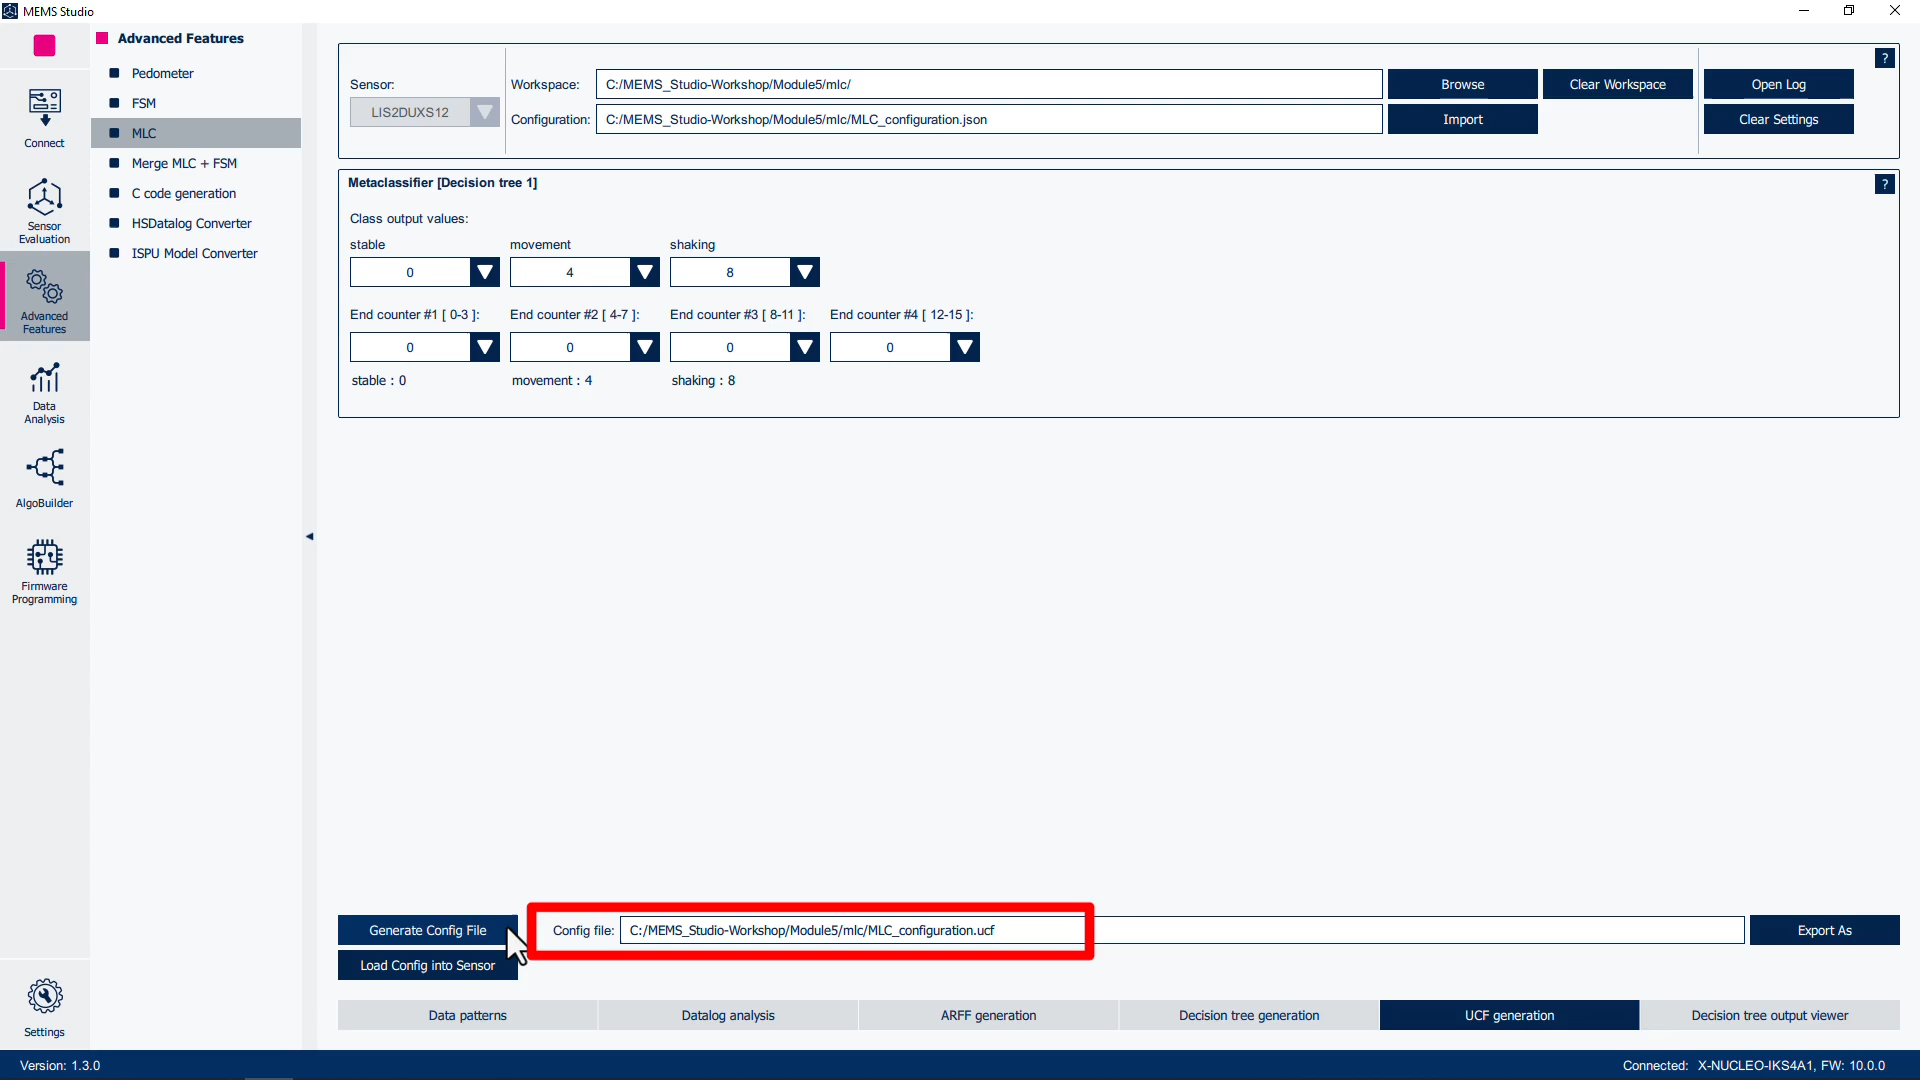 MEMS Studio
Connect
Sensor
Evaluation
Advanced
Features
Data
Analysis
AlgoBuilder
Firmware
Programming
Settings
Advanced Features
Pedometer
FSM
MLC
Merge MLC + FSM
C code generation
HSDatalog Converter
ISPU Model Converter
Sensor:
LIS2DUXS12
Workspace: C:/MEMS_Studio-Workshop/Module5/mlc/ Browse Clear Workspace Open Log ?
Configuration: C:/MEMS_Studio-Workshop/Module5/mlc/MLC_configuration.json Import Clear Settings
Metaclassifier [Decision tree 1] ?
Class output values:
stable movement shaking
0 4 8
End counter #1 [ 0-3 ]: End counter #2 [ 4-7 ]: End counter #3 [ 8-11 ]: End counter #4 [ 12-15 ]:
0 0 0 0
stable : 0 movement : 4 shaking : 8
Generate Config File Config file: C:/MEMS_Studio-Workshop/Module5/mlc/MLC_configuration.ucf Export As
Load Config into Sensor
Data patterns Datalog analysis ARFF generation Decision tree generation UCF generation Decision tree output viewer
Version: 1.3.0 Connected: X-NUCLEO-IKS4A1, FW: 10.0.0